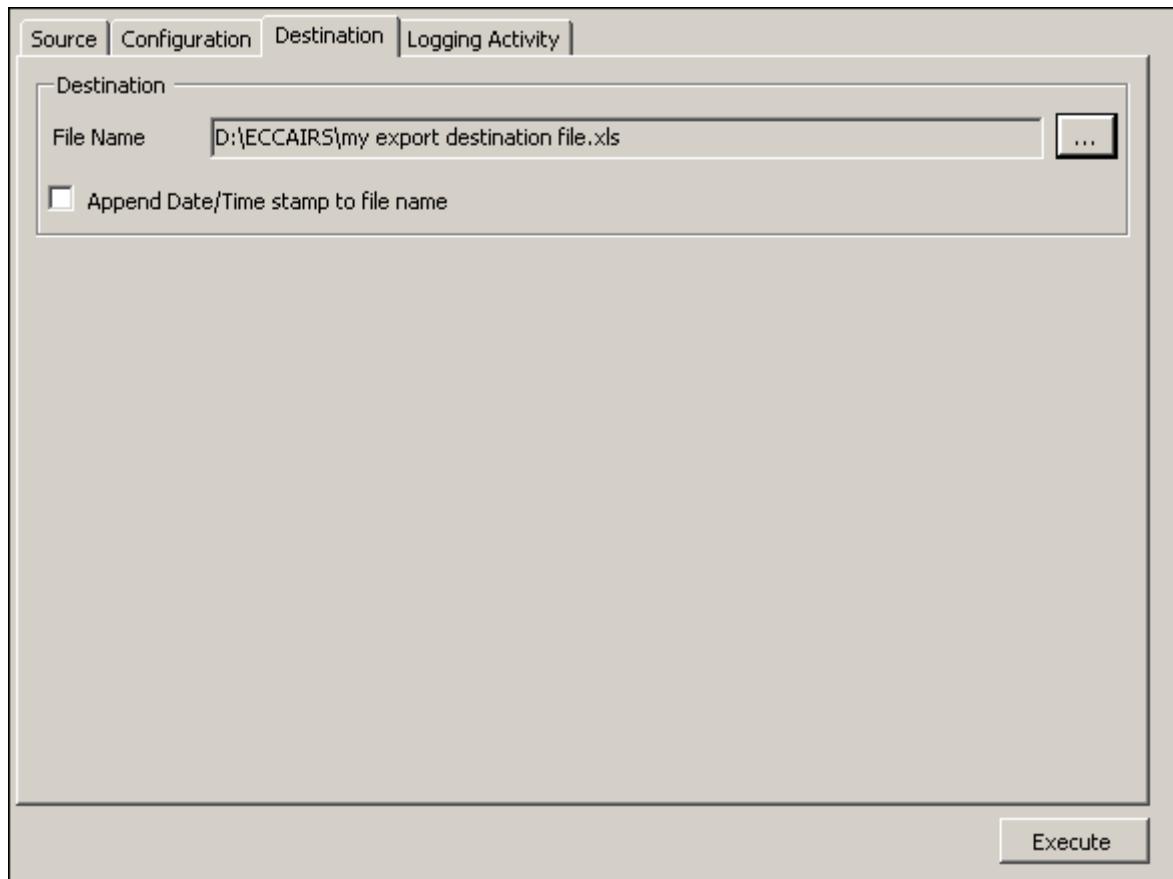 Source Configuration Destination Logging Activity
Destination
File Name D:\ECCAIRS\my export destination file.xls ...
Append Date/Time stamp to file name
Execute